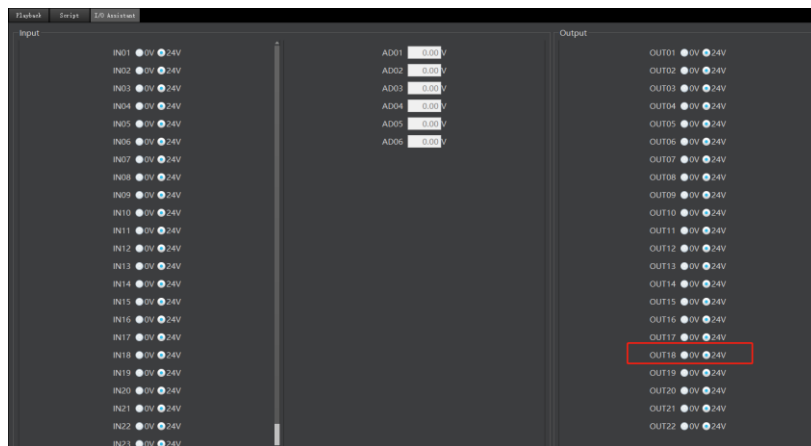 Playback Script I/O Assistant
Input
IN01 0V 24V
IN02 0V 24V
IN03 0V 24V
IN04 0V 24V
IN05 0V 24V
IN06 0V 24V
IN07 0V 24V
IN08 0V 24V
IN09 0V 24V
IN10 0V 24V
IN11 0V 24V
IN12 0V 24V
IN13 0V 24V
IN14 0V 24V
IN15 0V 24V
IN16 0V 24V
IN17 0V 24V
IN18 0V 24V
IN19 0V 24V
IN20 0V 24V
IN21 0V 24V
IN22 0V 24V
IN23 0V 24V
AD01 0.00 V
AD02 0.00 V
AD03 0.00 V
AD04 0.00 V
AD05 0.00 V
AD06 0.00 V
Output
OUT01 0V 24V
OUT02 0V 24V
OUT03 0V 24V
OUT04 0V 24V
OUT05 0V 24V
OUT06 0V 24V
OUT07 0V 24V
OUT08 0V 24V
OUT09 0V 24V
OUT10 0V 24V
OUT11 0V 24V
OUT12 0V 24V
OUT13 0V 24V
OUT14 0V 24V
OUT15 0V 24V
OUT16 0V 24V
OUT17 0V 24V
OUT18 0V 24V
OUT19 0V 24V
OUT20 0V 24V
OUT21 0V 24V
OUT22 0V 24V